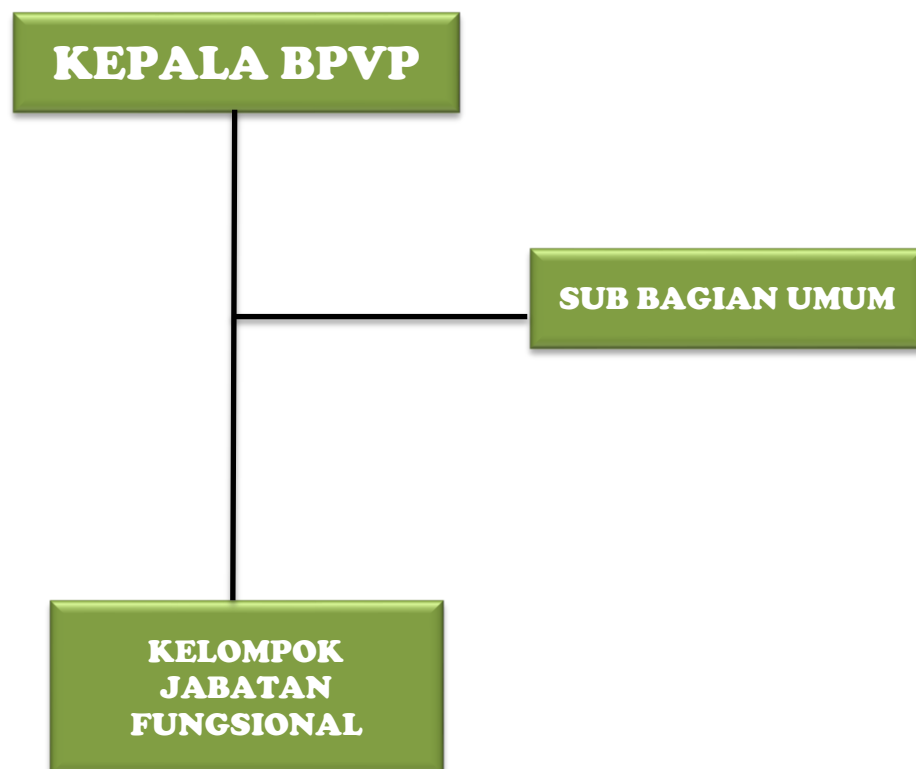 KEPALA BPVP
SUB BAGIAN UMUM
KELOMPOK
JABATAN
FUNGSIONAL